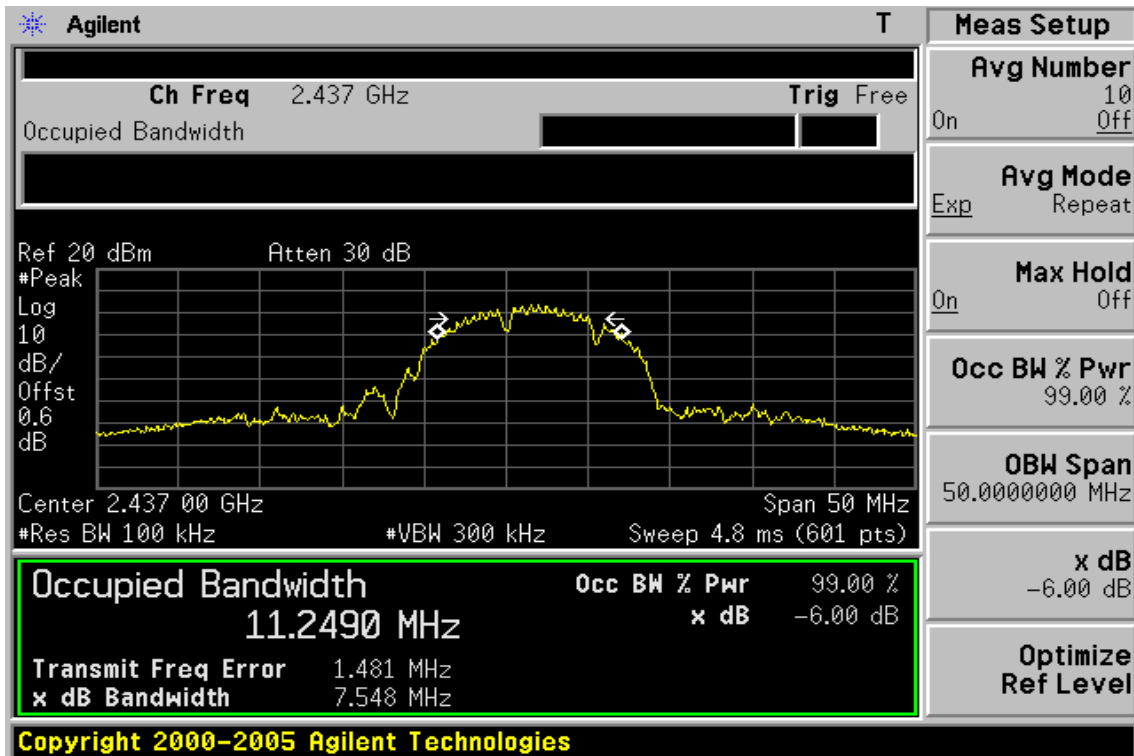 Agilent T
Ch Freq 2.437 GHz Trig Free
Occupied Bandwidth
Ref 20 dBm Atten 30 dB
#Peak
Log
10
dB/
Offst
0.6
dB
Center 2.437 00 GHz Span 50 MHz
#Res BW 100 kHz #VBW 300 kHz Sweep 4.8 ms (601 pts)
Occupied Bandwidth Occ BW % Pwr 99.00 %
11.2490 MHz x dB -6.00 dB
Transmit Freq Error 1.481 MHz
x dB Bandwidth 7.548 MHz
Copyright 2000-2005 Agilent Technologies
Meas Setup
Avg Number
10
On Off
Avg Mode
Exp Repeat
Max Hold
On Off
Occ BW % Pwr
99.00 %
OBW Span
50.0000000 MHz
x dB
-6.00 dB
Optimize
Ref Level